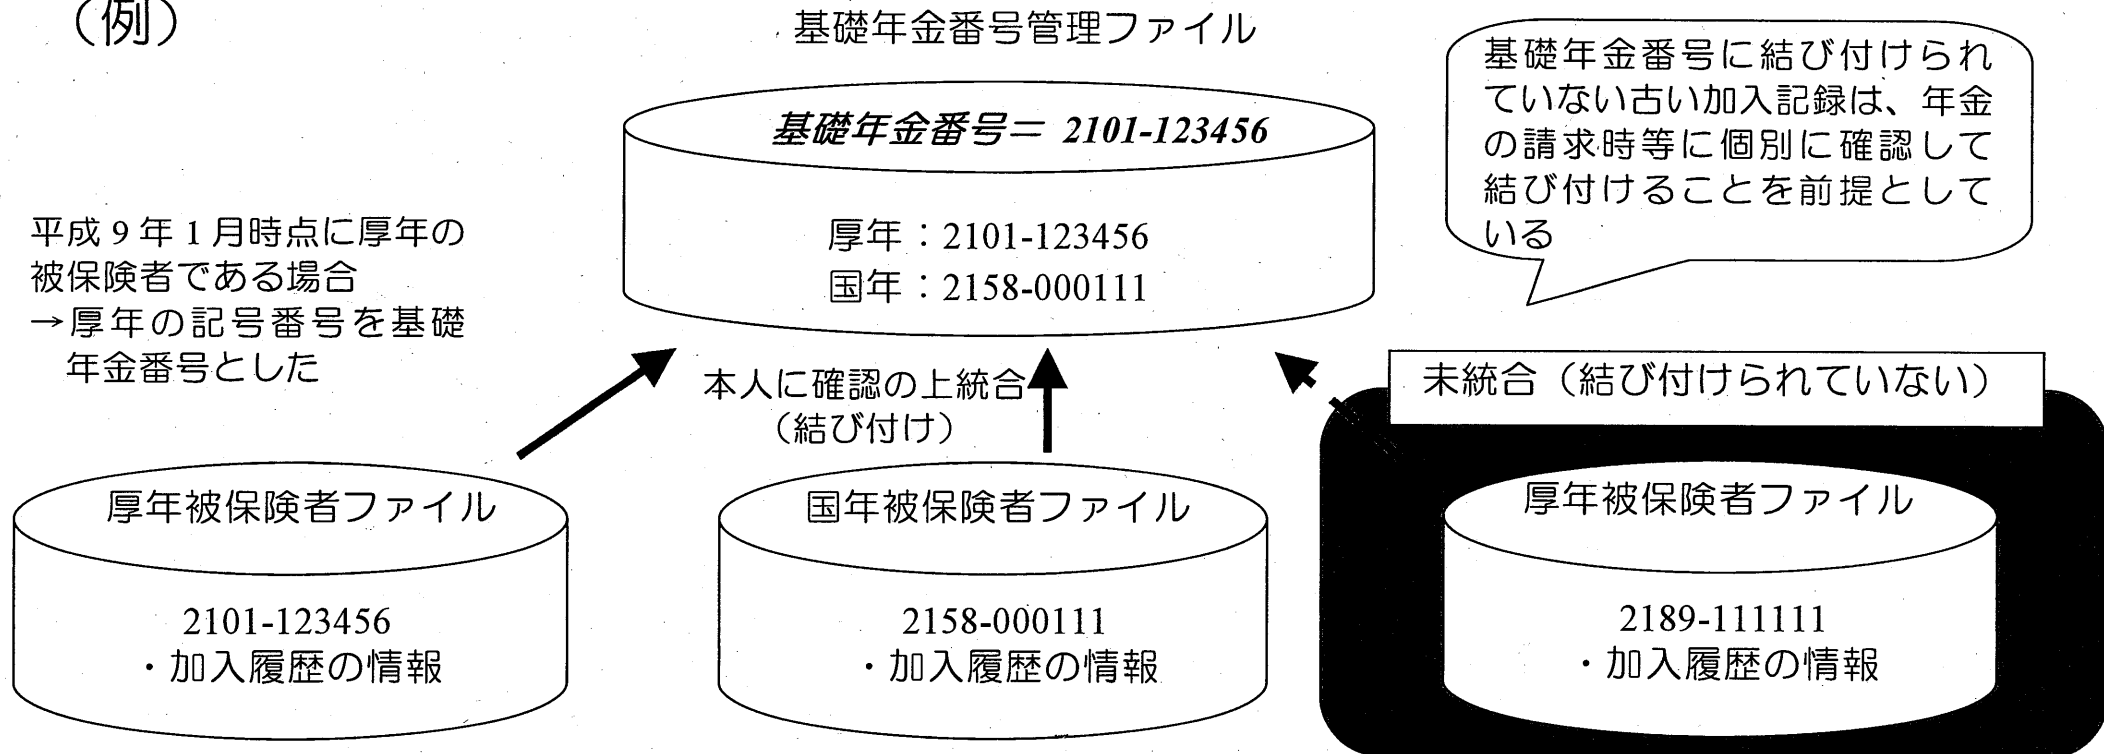 （例）
基礎年金番号管理ファイル
基礎年金番号＝ 2101-123456
厚年：2101-123456
国年：2158-000111
基礎年金番号に結び付けられ
ていない古い加入記録は、年金
の請求時等に個別に確認して
結び付けることを前提として
いる
平成９年１月時点に厚年の
被保険者である場合
→厚年の記号番号を基礎
年金番号とした
本人に確認の上統合
（結び付け）
未統合（結び付けられていない）
厚年被保険者ファイル
2101-123456
・加入履歴の情報
国年被保険者ファイル
2158-000111
・加入履歴の情報
厚年被保険者ファイル
2189-111111
・加入履歴の情報